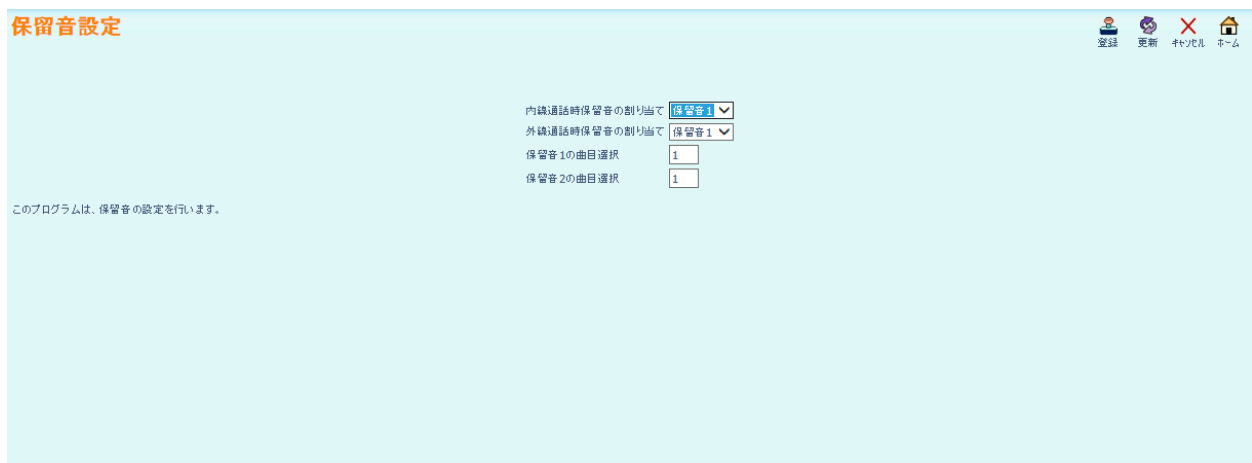 保留音設定
登録 更新 キャンセル ホーム
内線通話時保留音の割り当て 保留音1
外線通話時保留音の割り当て 保留音1
保留音1の曲目選択 1
保留音2の曲目選択 1
このプログラムは、保留音の設定を行います。